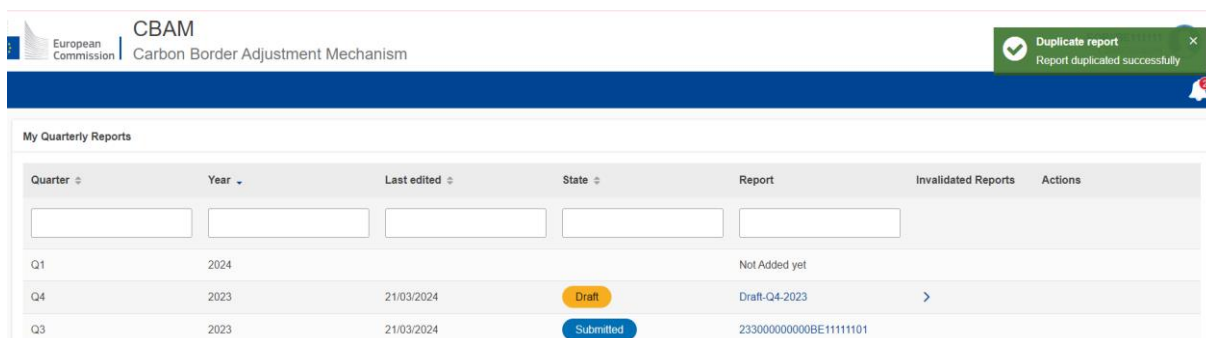 CBAM
European
Commission
Carbon Border Adjustment Mechanism
Duplicate report
Report duplicated successfully
My Quarterly Reports
Quarter Year Last edited State Report Invalidated Reports Actions
Q1 2024 Not Added yet
Q4 2023 21/03/2024 Draft Draft-Q4-2023
Q3 2023 21/03/2024 Submitted 233000000000BE11111101